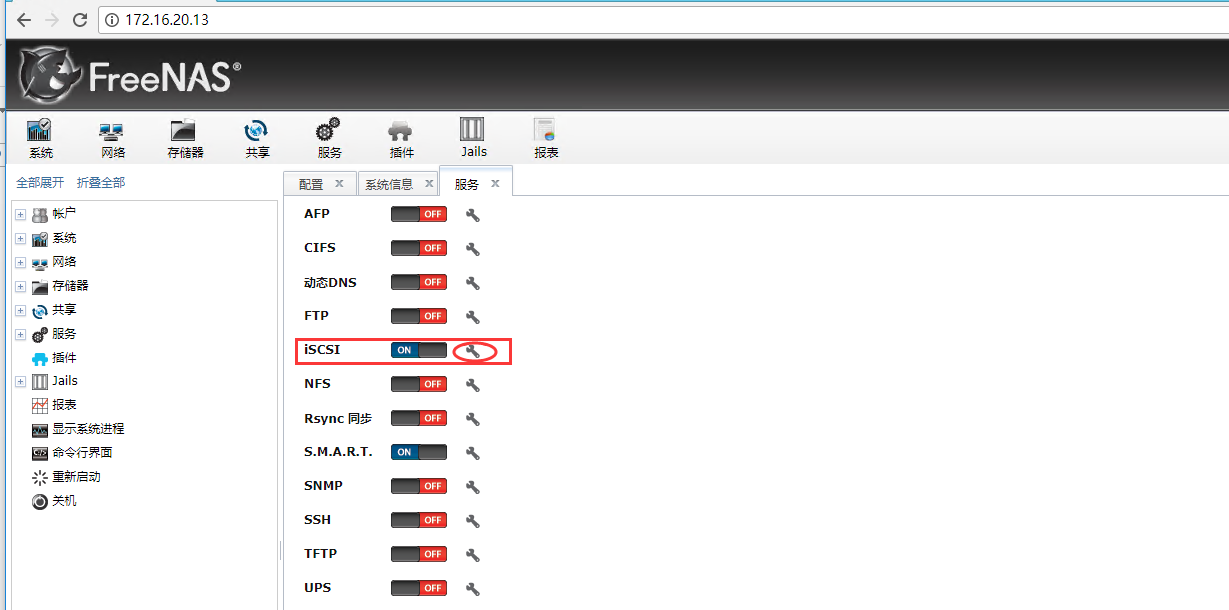 172.16.20.13
FreeNAS®
系统 网络 存储器 共享 服务 插件 Jails 报表
全部展开 折叠全部
配置 x 系统信息 x 服务 x
帐户
系统
网络
存储器
共享
服务
插件
Jails
报表
显示系统进程
命令行界面
重新启动
关机
AFP OFF
CIFS OFF
动态DNS OFF
FTP OFF
iSCSI ON
NFS OFF
Rsync 同步 OFF
S.M.A.R.T. ON
SNMP OFF
SSH OFF
TFTP OFF
UPS OFF